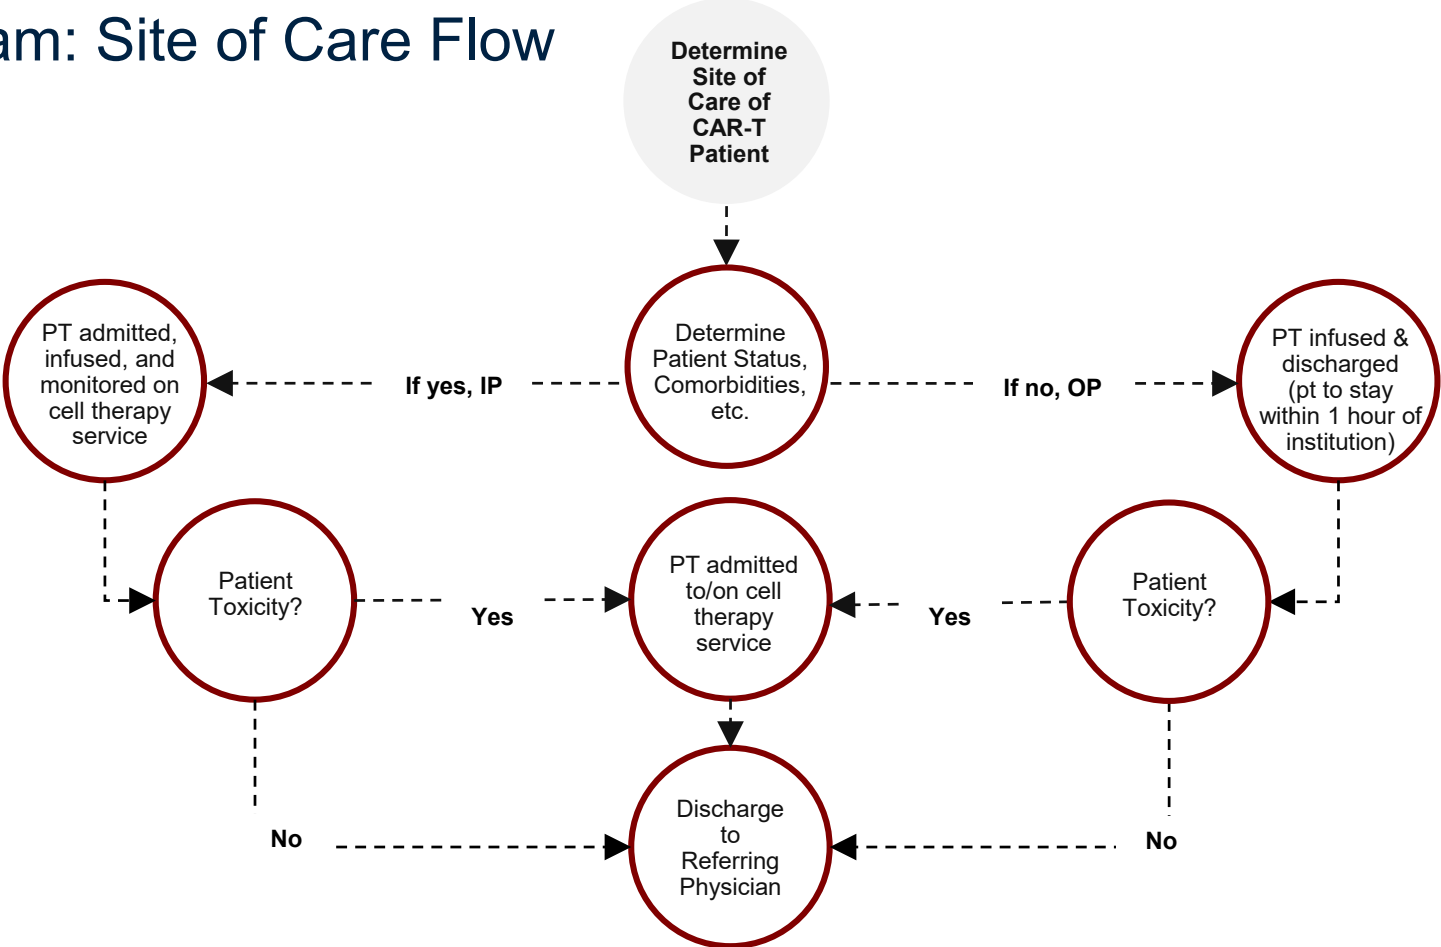 am: Site of Care Flow
Determine
Site of
Care of
CAR-T
Patient
PT admitted,
infused, and
monitored on
cell therapy
service
If yes, IP
Determine
Patient Status,
Comorbidities,
etc.
If no, OP
PT infused &
discharged
(pt to stay
within 1 hour of
institution)
Patient
Toxicity?
Yes
PT admitted
to/on cell
therapy
service
Yes
Patient
Toxicity?
No
Discharge
to
Referring
Physician
No